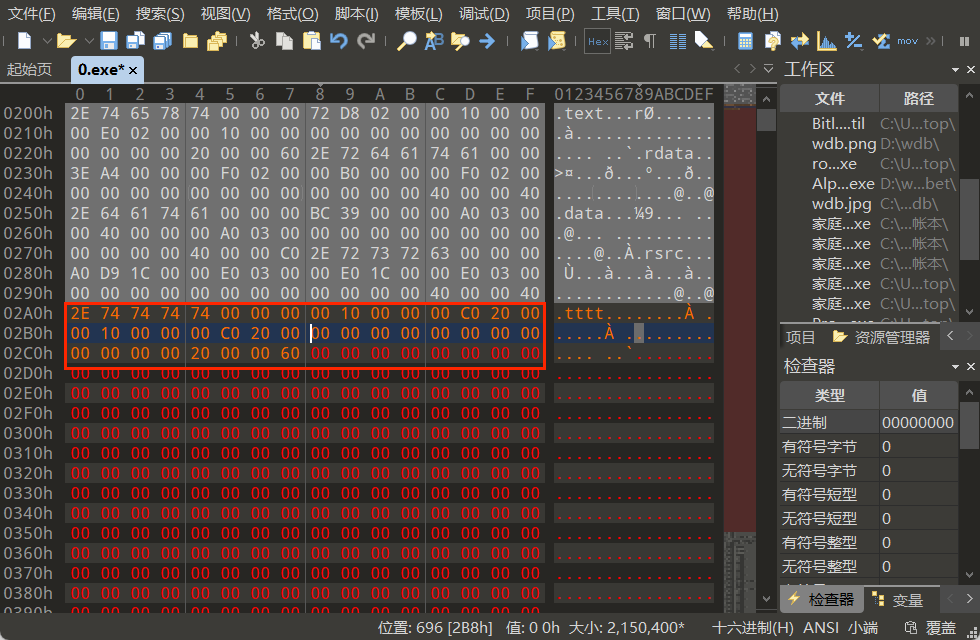 文件(F) 编辑(E) 搜索(S) 视图(V) 格式(O) 脚本(I) 模板(L) 调试(D) 项目(P) 工具(T) 窗口(W) 帮助(H)
Hex mov »
起始页 0.exe* ×
0 1 2 3 4 5 6 7 8 9 A B C D E F 0123456789ABCDEF
0200h 2E 74 65 78 74 00 00 00 72 D8 02 00 00 10 00 00 .text...rØ......
0210h 00 E0 02 00 00 10 00 00 00 00 00 00 00 00 00 00 .à..............
0220h 00 00 00 00 20 00 00 60 2E 72 64 61 74 61 00 00 .... ..`.rdata..
0230h 3E A4 00 00 00 F0 02 00 00 B0 00 00 00 F0 02 00 >¤...ð...°...ð..
0240h 00 00 00 00 00 00 00 00 00 00 00 00 40 00 00 40 ............@..@
0250h 2E 64 61 74 61 00 00 00 BC 39 00 00 00 A0 03 00 .data...¼9... ..
0260h 00 40 00 00 00 A0 03 00 00 00 00 00 00 00 00 00 .@... ..........
0270h 00 00 00 00 40 00 00 C0 2E 72 73 72 63 00 00 00 ....@..À.rsrc...
0280h A0 D9 1C 00 00 E0 03 00 00 E0 1C 00 00 E0 03 00 Ù...à...à...à..
0290h 00 00 00 00 00 00 00 00 00 00 00 00 40 00 00 40 ............@..@
02A0h 2E 74 74 74 74 00 00 00 00 10 00 00 00 C0 20 00 .tttt........À .
02B0h 00 10 00 00 00 C0 20 00 00 00 00 00 00 00 00 00 .....À .........
02C0h 00 00 00 00 20 00 00 60 00 00 00 00 00 00 00 00 .... ..`........
02D0h 00 00 00 00 00 00 00 00 00 00 00 00 00 00 00 00 ................
02E0h 00 00 00 00 00 00 00 00 00 00 00 00 00 00 00 00 ................
02F0h 00 00 00 00 00 00 00 00 00 00 00 00 00 00 00 00 ................
0300h 00 00 00 00 00 00 00 00 00 00 00 00 00 00 00 00 ................
0310h 00 00 00 00 00 00 00 00 00 00 00 00 00 00 00 00 ................
0320h 00 00 00 00 00 00 00 00 00 00 00 00 00 00 00 00 ................
0330h 00 00 00 00 00 00 00 00 00 00 00 00 00 00 00 00 ................
0340h 00 00 00 00 00 00 00 00 00 00 00 00 00 00 00 00 ................
0350h 00 00 00 00 00 00 00 00 00 00 00 00 00 00 00 00 ................
0360h 00 00 00 00 00 00 00 00 00 00 00 00 00 00 00 00 ................
0370h 00 00 00 00 00 00 00 00 00 00 00 00 00 00 00 00 ................
0380h 00 00 00 00 00 00 00 00 00 00 00 00 00 00 00 00 ................
工作区
文件 路径
Bitl....til C:\U...top\
wdb.png D:\wdb\
ro...xe C:\U...top\
Alp...exe D:\w...bet\
wdb.jpg C:\...db\
家庭...xe C:\...帐本\
家庭...xe C:\...帐本\
家庭...xe C:\...帐本\
家庭...xe C:\U...top\
家庭...xe C:\U...top\
项目 资源管理器
检查器
类型 值
二进制 00000000
有符号字节 0
无符号字节 0
有符号短型 0
无符号短型 0
有符号整型 0
无符号整型 0
检查器 变量
位置: 696 [2B8h] 值: 0 0h 大小: 2,150,400* 十六进制(H) ANSI 小端 覆盖